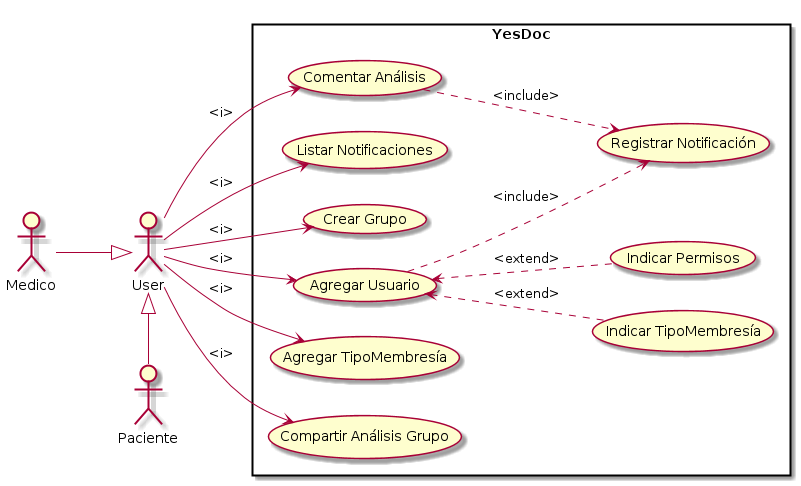 YesDoc
Comentar Análisis
<i>
<include>
Registrar Notificación
Listar Notificaciones
<i>
<include>
Crear Grupo
<i>
Agregar Usuario
<i>
<extend>
Indicar Permisos
Medico
User
<i>
<extend>
Indicar TipoMembresía
Agregar TipoMembresía
<i>
Paciente
Compartir Análisis Grupo